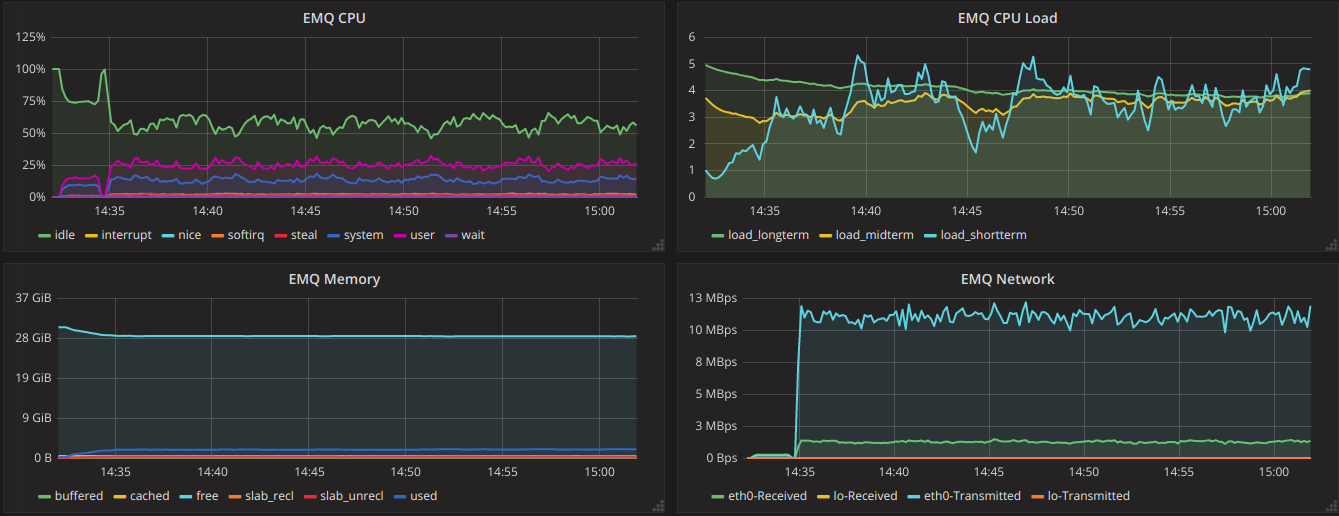 EMQ CPU
125%
100%
75%
50%
25%
0%
14:35 14:40 14:45 14:50 14:55 15:00
idle interrupt nice softirq steal system user wait
EMQ CPU Load
6
5
4
3
2
1
0
14:35 14:40 14:45 14:50 14:55 15:00
load_longterm load_midterm load_shortterm
EMQ Memory
37 GiB
28 GiB
19 GiB
9 GiB
0 B
14:35 14:40 14:45 14:50 14:55 15:00
buffered cached free slab_recl slab_unrecl used
EMQ Network
13 MBps
10 MBps
8 MBps
5 MBps
3 MBps
0 Bps
14:35 14:40 14:45 14:50 14:55 15:00
eth0-Received lo-Received eth0-Transmitted lo-Transmitted